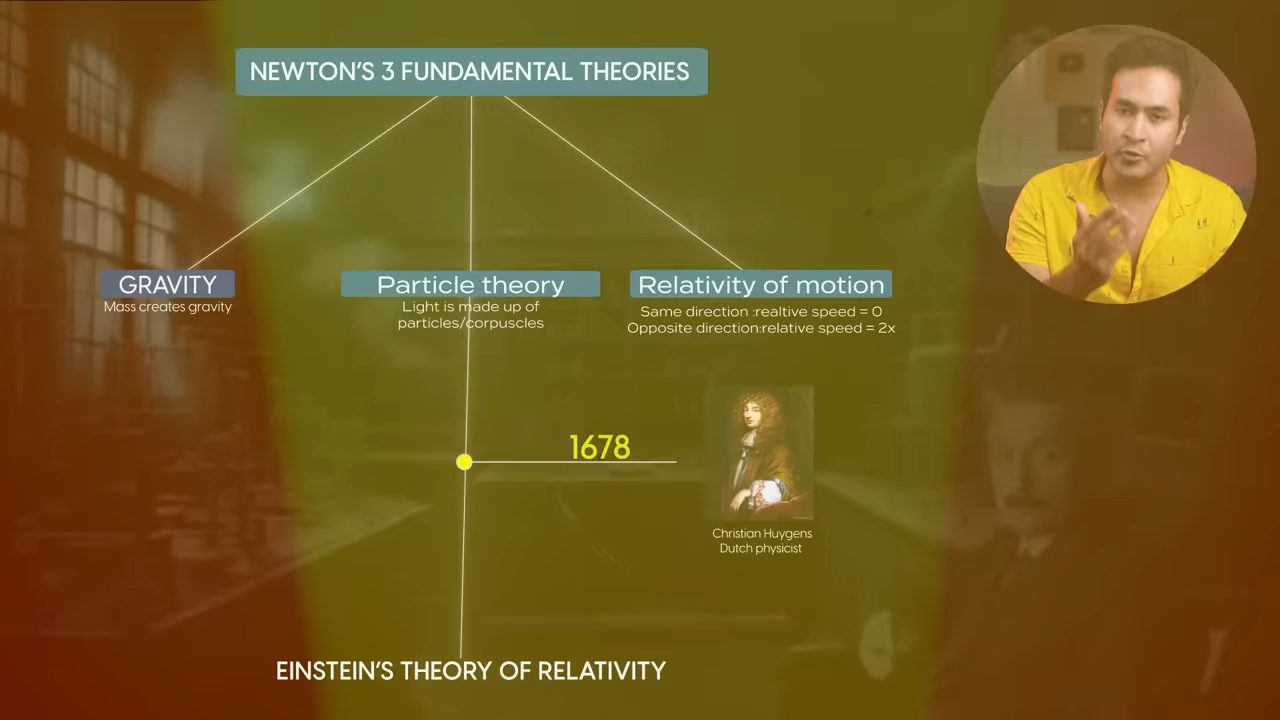 NEWTON'S 3 FUNDAMENTAL THEORIES
GRAVITY
Mass creates gravity
Particle theory
Light is made up of
particles/corpuscles
Relativity of motion
Same direction :realtive speed = 0
Opposite direction:relative speed = 2x
1678
Christian Huygens
Dutch physicist
EINSTEIN'S THEORY OF RELATIVITY